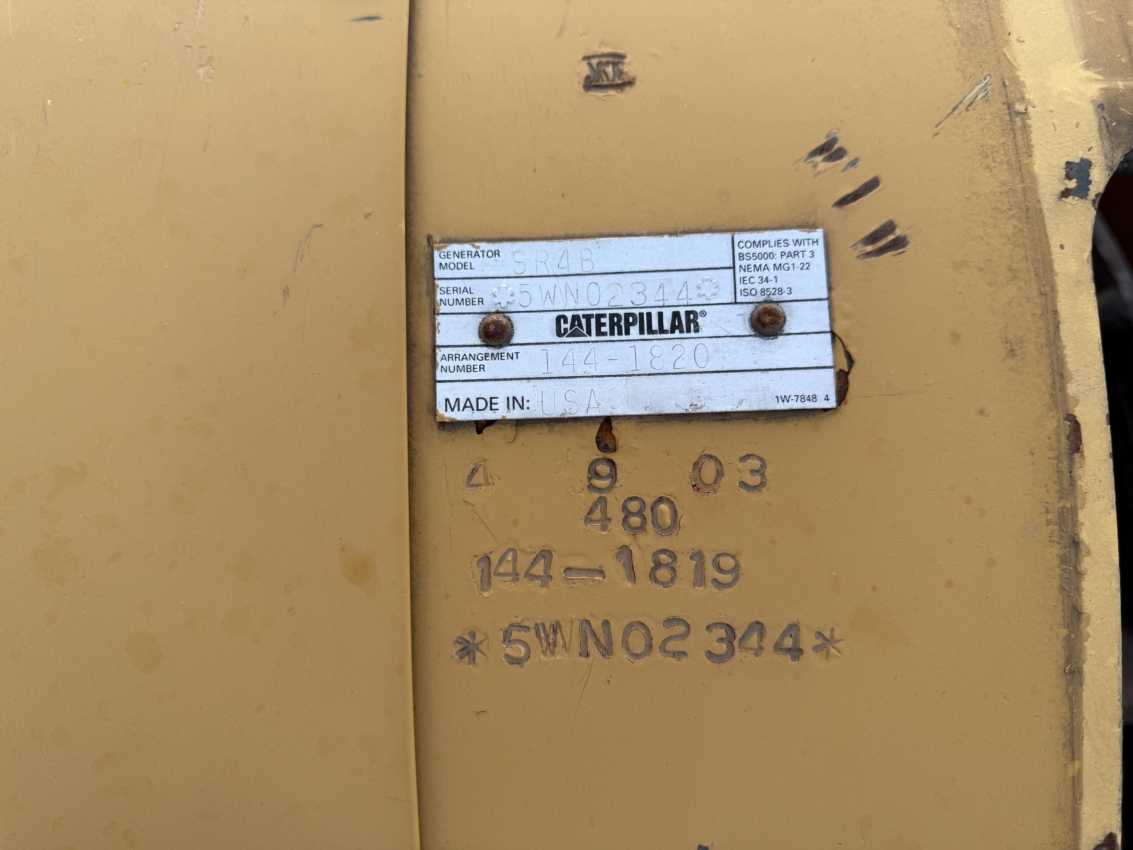 GENERATOR MODEL SR4B
COMPLIES WITH
BS5000: PART 3
NEMA MG1-22
IEC 34-1
ISO 8528-3
SERIAL NUMBER *5WN02344*
CATERPILLAR®
ARRANGEMENT NUMBER 144-1820
MADE IN: USA
1W-7848 4
4 9 03
480
144-1819
*5WN02344*